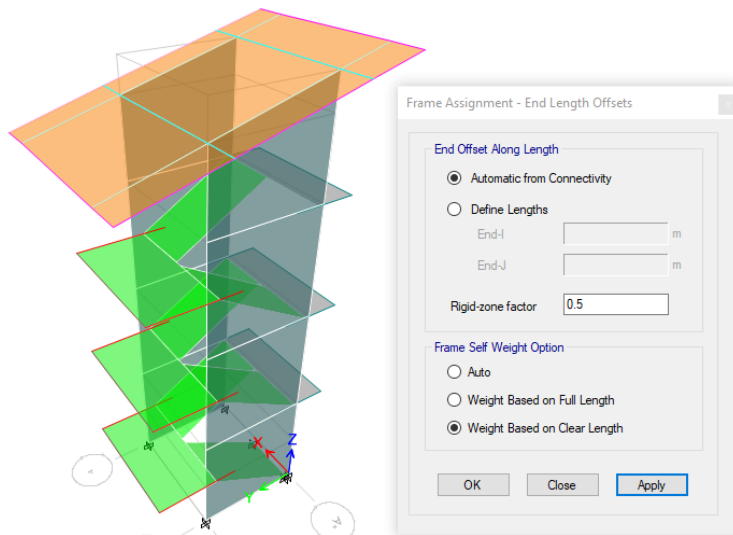 Frame Assignment - End Length Offsets
End Offset Along Length
Automatic from Connectivity
Define Lengths
End-I
m
End-J
m
Rigid-zone factor
0.5
Frame Self Weight Option
Auto
Weight Based on Full Length
Weight Based on Clear Length
OK
Close
Apply
X
Z
Y